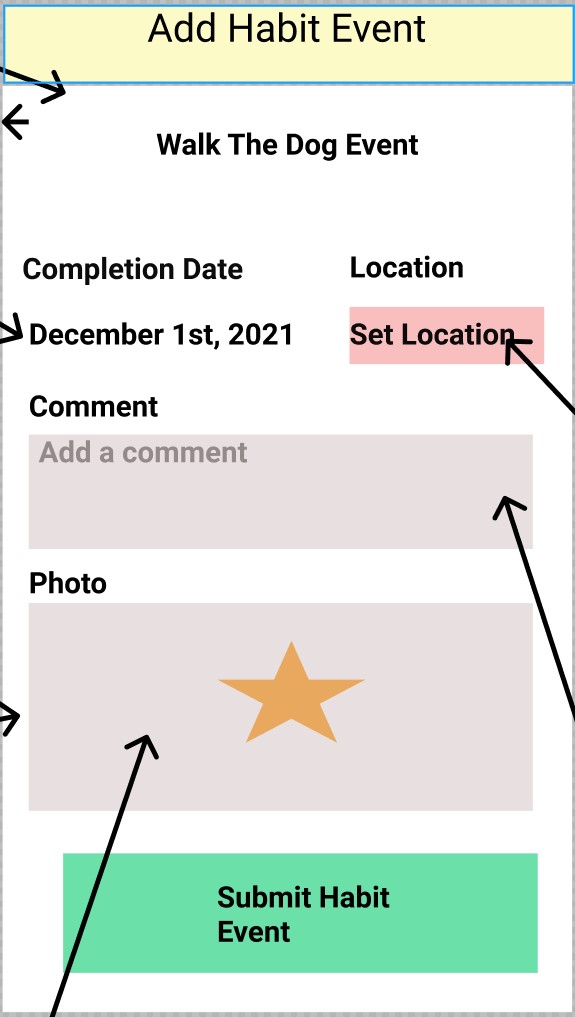 Add Habit Event
Walk The Dog Event
Completion Date
Location
December 1st, 2021
Set Location
Comment
Add a comment
Photo
Submit Habit
Event